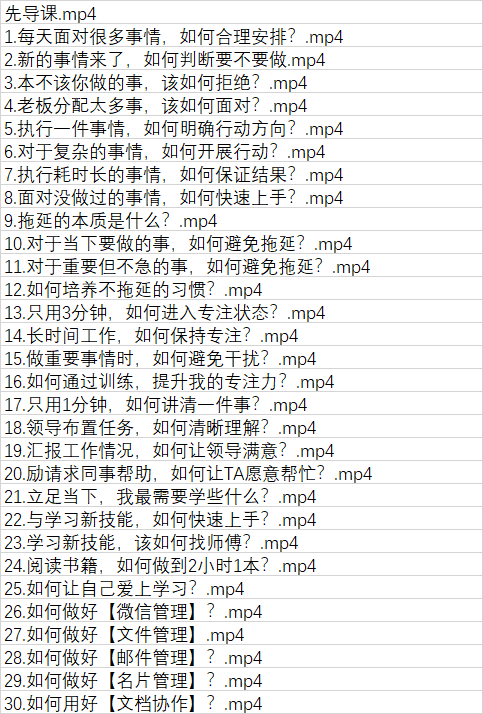 先导课.mp4
1.每天面对很多事情，如何合理安排？.mp4
2.新的事情来了，如何判断要不要做.mp4
3.本不该你做的事，该如何拒绝？.mp4
4.老板分配太多事，该如何面对？.mp4
5.执行一件事情，如何明确行动方向？.mp4
6.对于复杂的事情，如何开展行动？.mp4
7.执行耗时长的事情，如何保证结果？.mp4
8.面对没做过的事情，如何快速上手？.mp4
9.拖延的本质是什么？.mp4
10.对于当下要做的事，如何避免拖延？.mp4
11.对于重要但不急的事，如何避免拖延？.mp4
12.如何培养不拖延的习惯？.mp4
13.只用3分钟，如何进入专注状态？.mp4
14.长时间工作，如何保持专注？.mp4
15.做重要事情时，如何避免干扰？.mp4
16.如何通过训练，提升我的专注力？.mp4
17.只用1分钟，如何讲清一件事？.mp4
18.领导布置任务，如何清晰理解？.mp4
19.汇报工作情况，如何让领导满意？.mp4
20.励请求同事帮助，如何让TA愿意帮忙？.mp4
21.立足当下，我最需要学些什么？.mp4
22.与学习新技能，如何快速上手？.mp4
23.学习新技能，该如何找师傅？.mp4
24.阅读书籍，如何做到2小时1本？.mp4
25.如何让自己爱上学习？.mp4
26.如何做好【微信管理】？.mp4
27.如何做好【文件管理】.mp4
28.如何做好【邮件管理】？.mp4
29.如何做好【名片管理】？.mp4
30.如何用好【文档协作】？.mp4